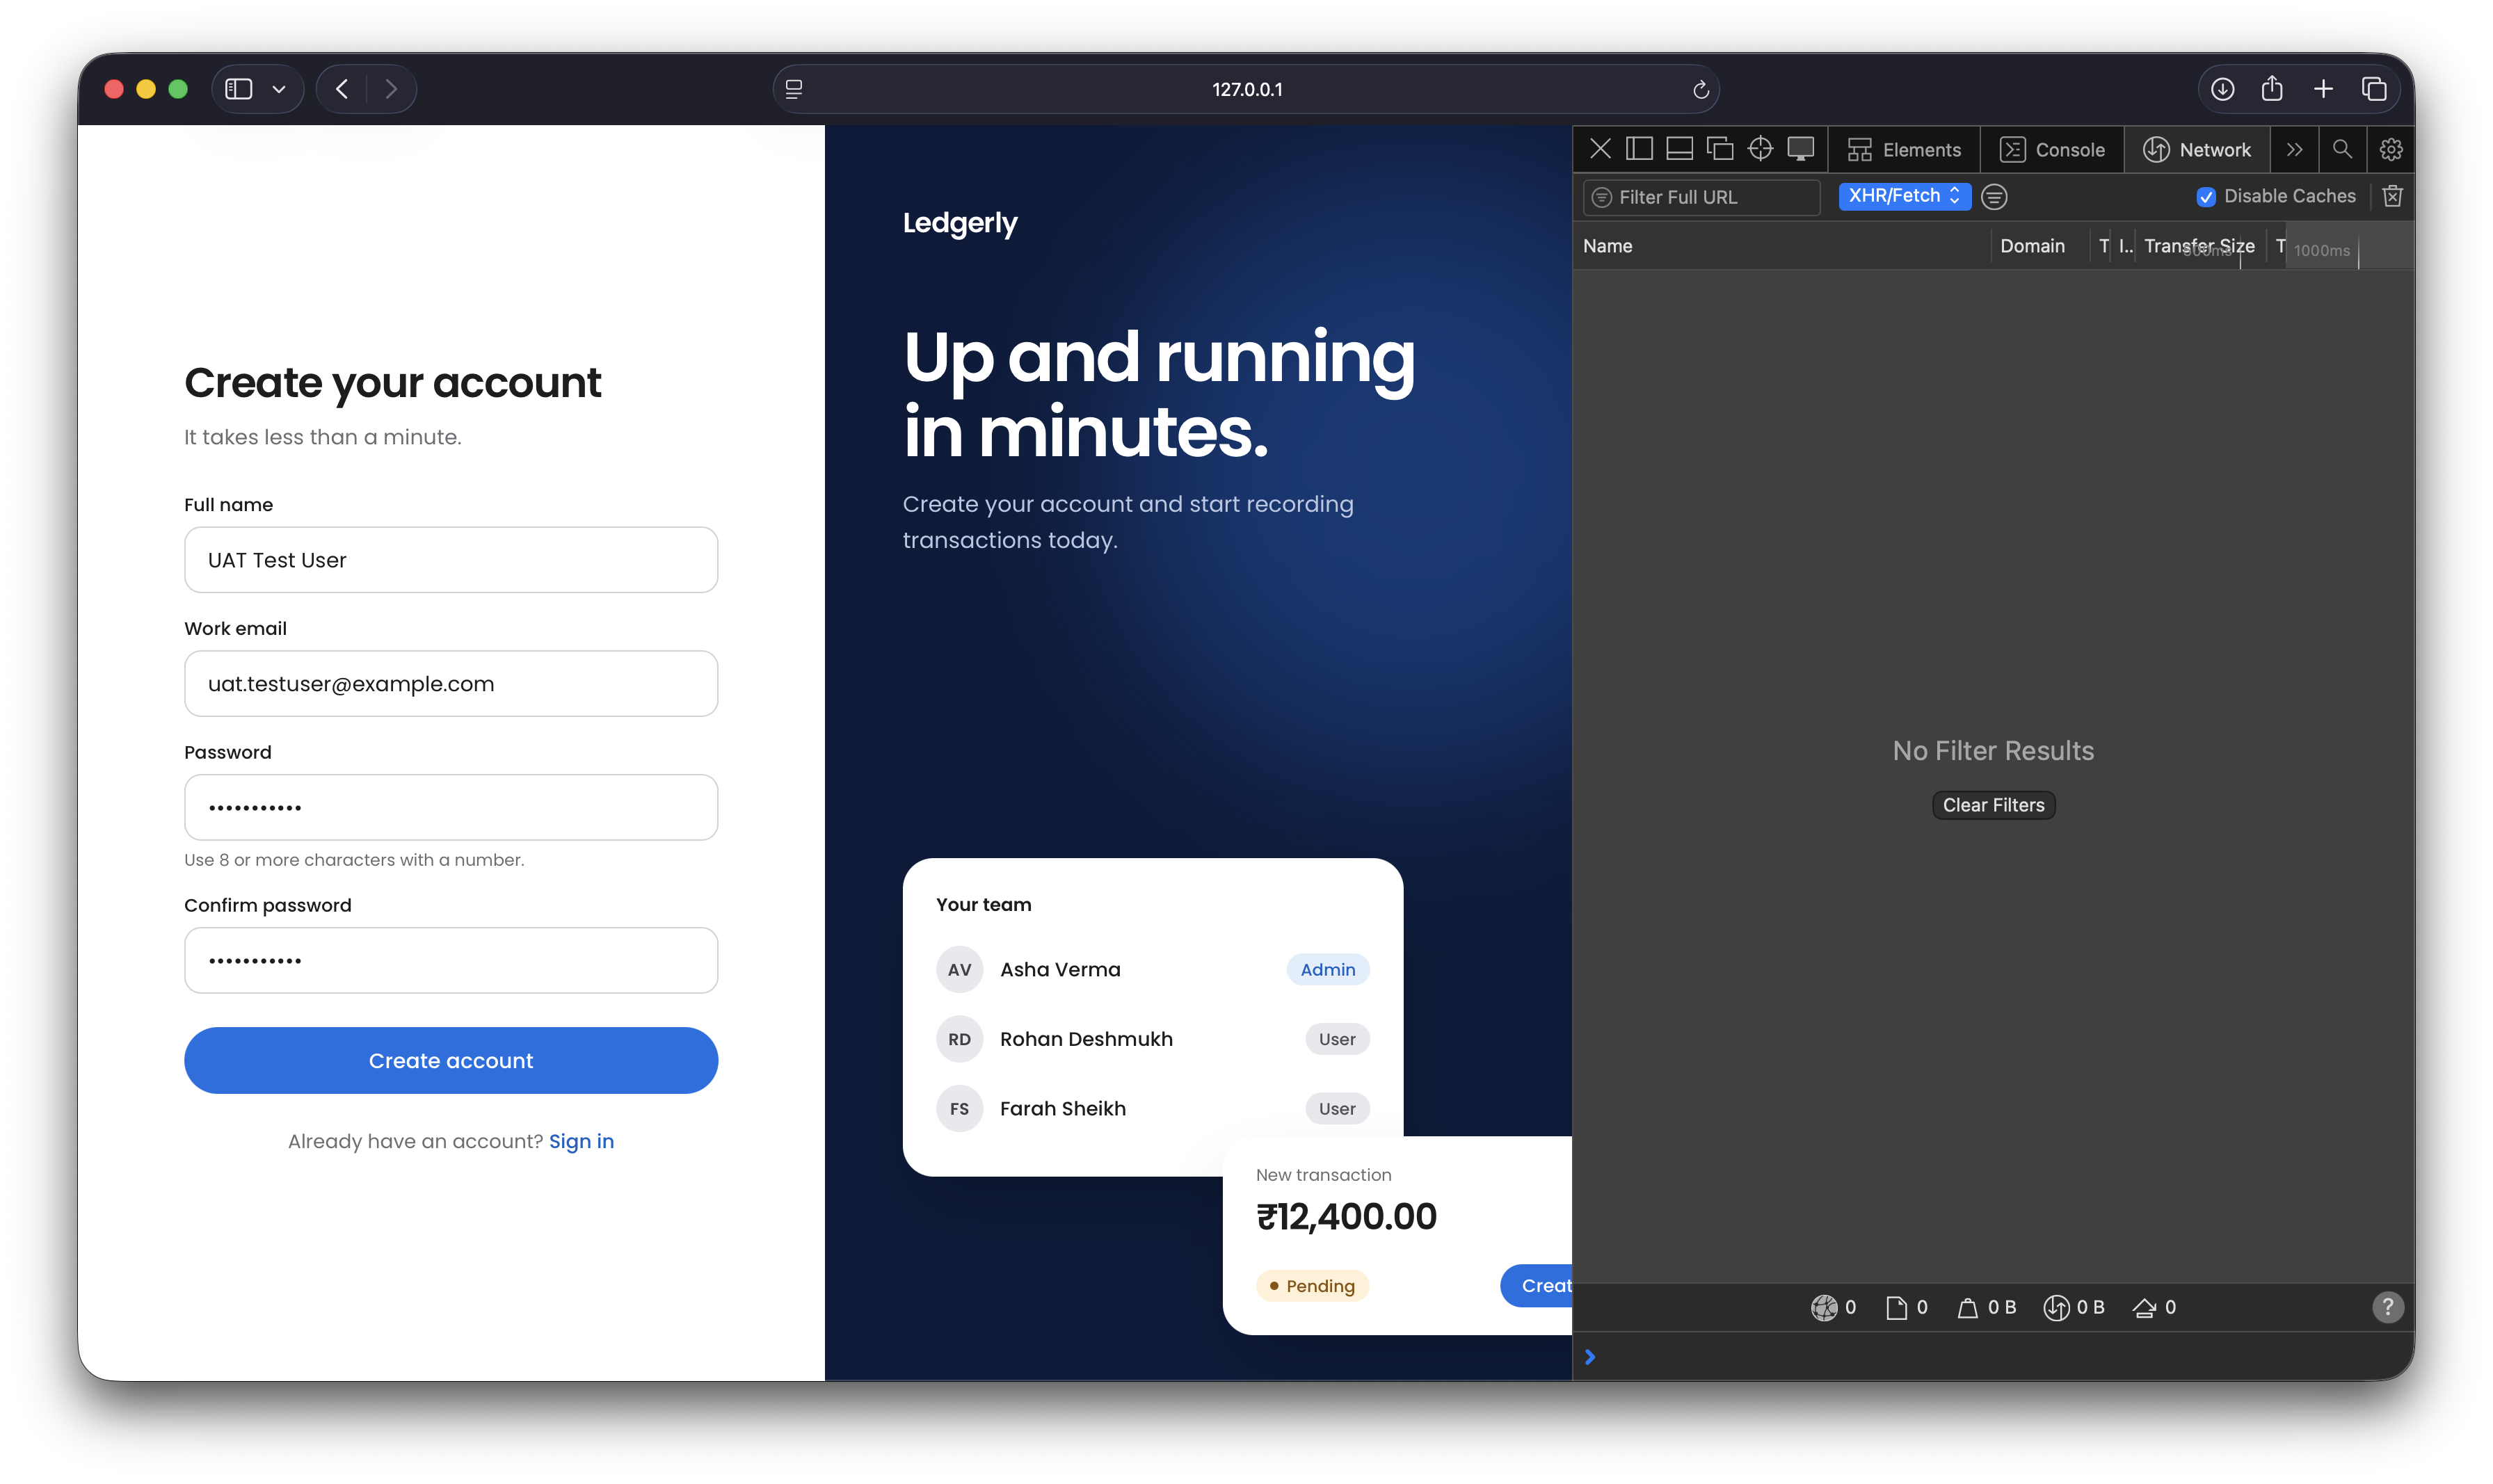 127.0.0.1
Create your account
It takes less than a minute.
Full name
UAT Test User
Work email
uat.testuser@example.com
Password
•••••••••••
Use 8 or more characters with a number.
Confirm password
•••••••••••
Create account
Already have an account? Sign in
Ledgerly
Up and running
in minutes.
Create your account and start recording
transactions today.
Your team
AV Asha Verma Admin
RD Rohan Deshmukh User
FS Farah Sheikh User
New transaction
₹12,400.00
Pending
Creat
Elements Console Network
Filter Full URL XHR/Fetch Disable Caches
Name Domain T I.. Transfer Size T 1000ms
No Filter Results
Clear Filters
0 0 0 B 0 B 0 ?